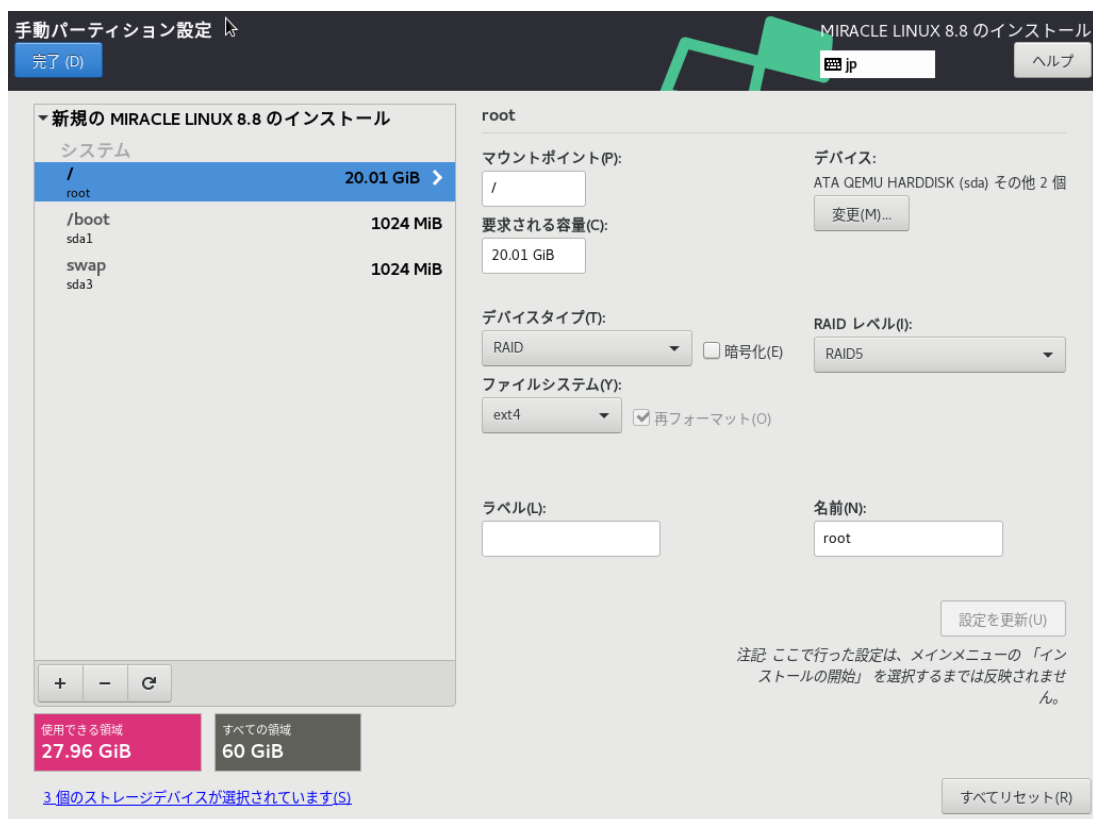 手動パーティション設定
MIRACLE LINUX 8.8 のインストール
完了 (D)
jp
ヘルプ
新規の MIRACLE LINUX 8.8 のインストール
システム
/
20.01 GiB
root
/boot
1024 MiB
sda1
swap
1024 MiB
sda3
root
マウントポイント(P):
デバイス:
/
ATA QEMU HARDDISK (sda) その他 2 個
変更(M)...
要求される容量(C):
20.01 GiB
デバイスタイプ(T):
RAID レベル(I):
RAID
暗号化(E)
RAID5
ファイルシステム(Y):
ext4
再フォーマット(O)
ラベル(L):
名前(N):
root
設定を更新(U)
注記: ここで行った設定は、メインメニューの 「イン
ストールの開始」 を選択するまでは反映されませ
ん。
+ −
使用できる領域
27.96 GiB
すべての領域
60 GiB
3 個のストレージデバイスが選択されています(S)
すべてリセット(R)